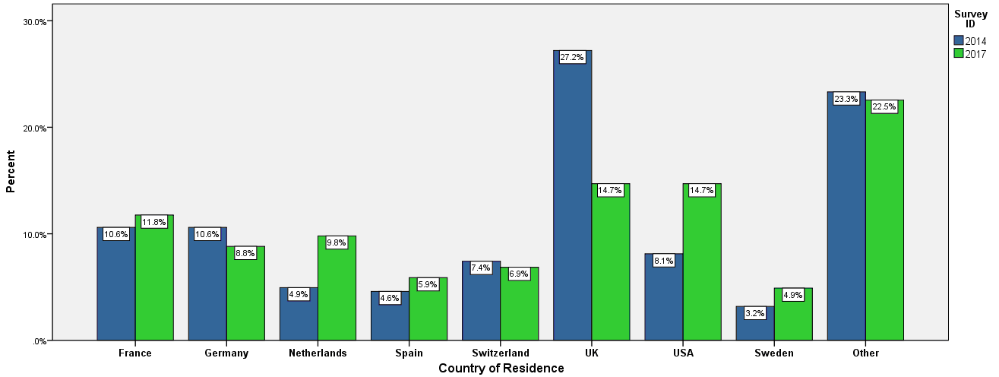 30.0%
20.0%
10.0%
.0%
Percent
10.6%
11.8%
10.6%
8.8%
4.9%
9.8%
4.6%
5.9%
7.4%
6.9%
27.2%
14.7%
8.1%
14.7%
3.2%
4.9%
23.3%
22.5%
France
Germany
Netherlands
Spain
Switzerland
UK
USA
Sweden
Other
Country of Residence
Survey
ID
2014
2017